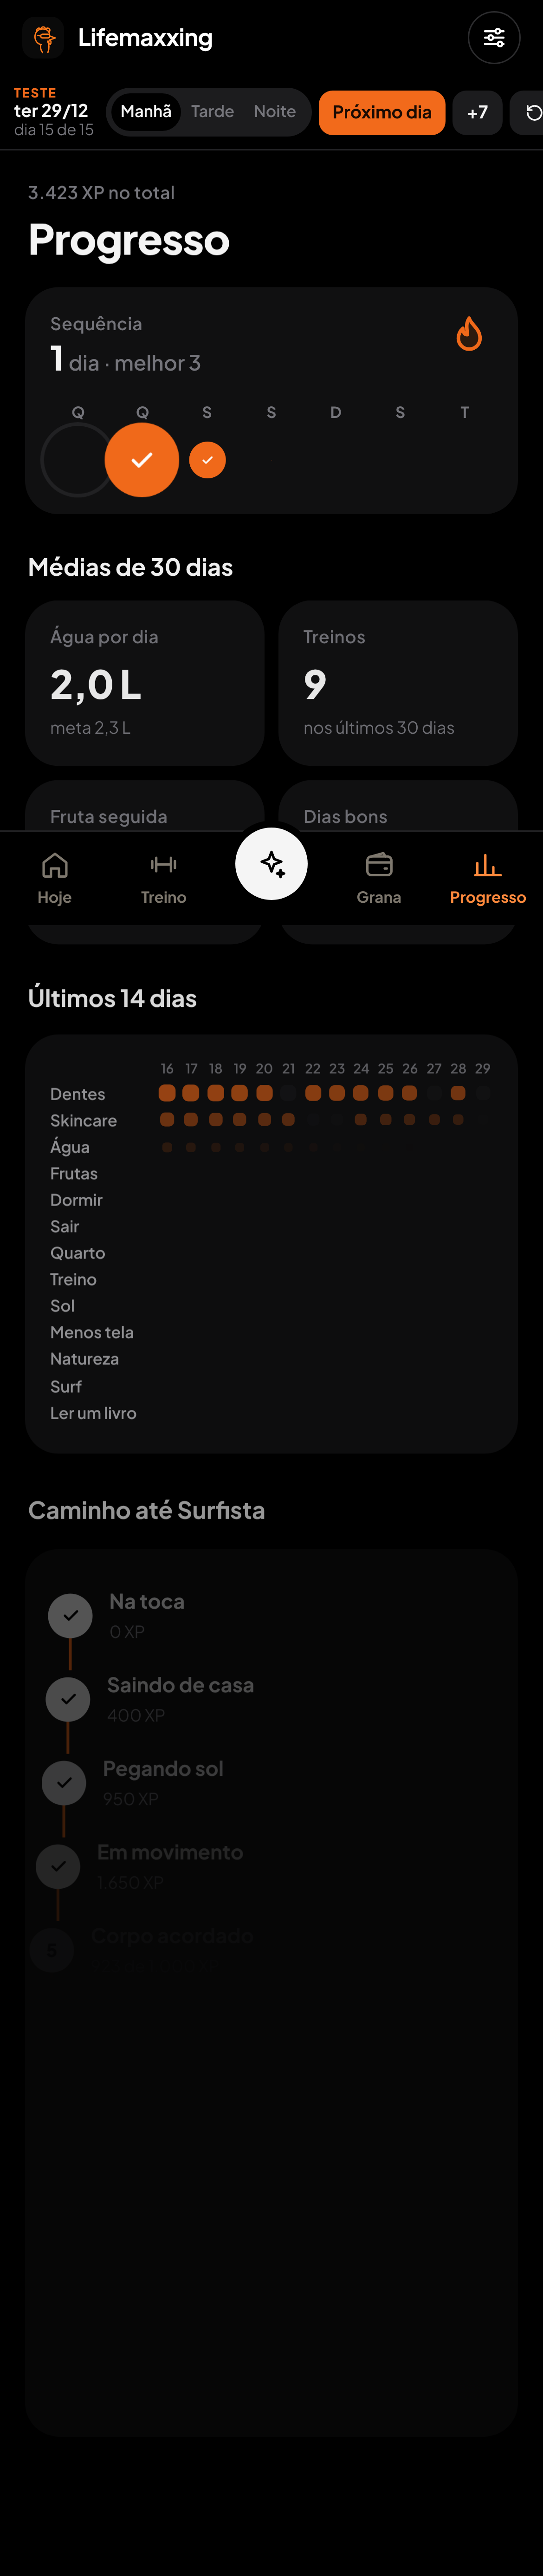 Lifemaxxing
TESTE
ter 29/12
dia 15 de 15
Manhã Tarde Noite
Próximo dia
+7
3.423 XP no total
Progresso
Sequência
1 dia · melhor 3
Q Q S S D S T
Médias de 30 dias
Água por dia
2,0 L
meta 2,3 L
Treinos
9
nos últimos 30 dias
Fruta seguida
Dias bons
Hoje
Treino
Grana
Progresso
Últimos 14 dias
16 17 18 19 20 21 22 23 24 25 26 27 28 29
Dentes
Skincare
Água
Frutas
Dormir
Sair
Quarto
Treino
Sol
Menos tela
Natureza
Surf
Ler um livro
Caminho até Surfista
Na toca
0 XP
Saindo de casa
400 XP
Pegando sol
950 XP
Em movimento
1.650 XP
5
Corpo acordado